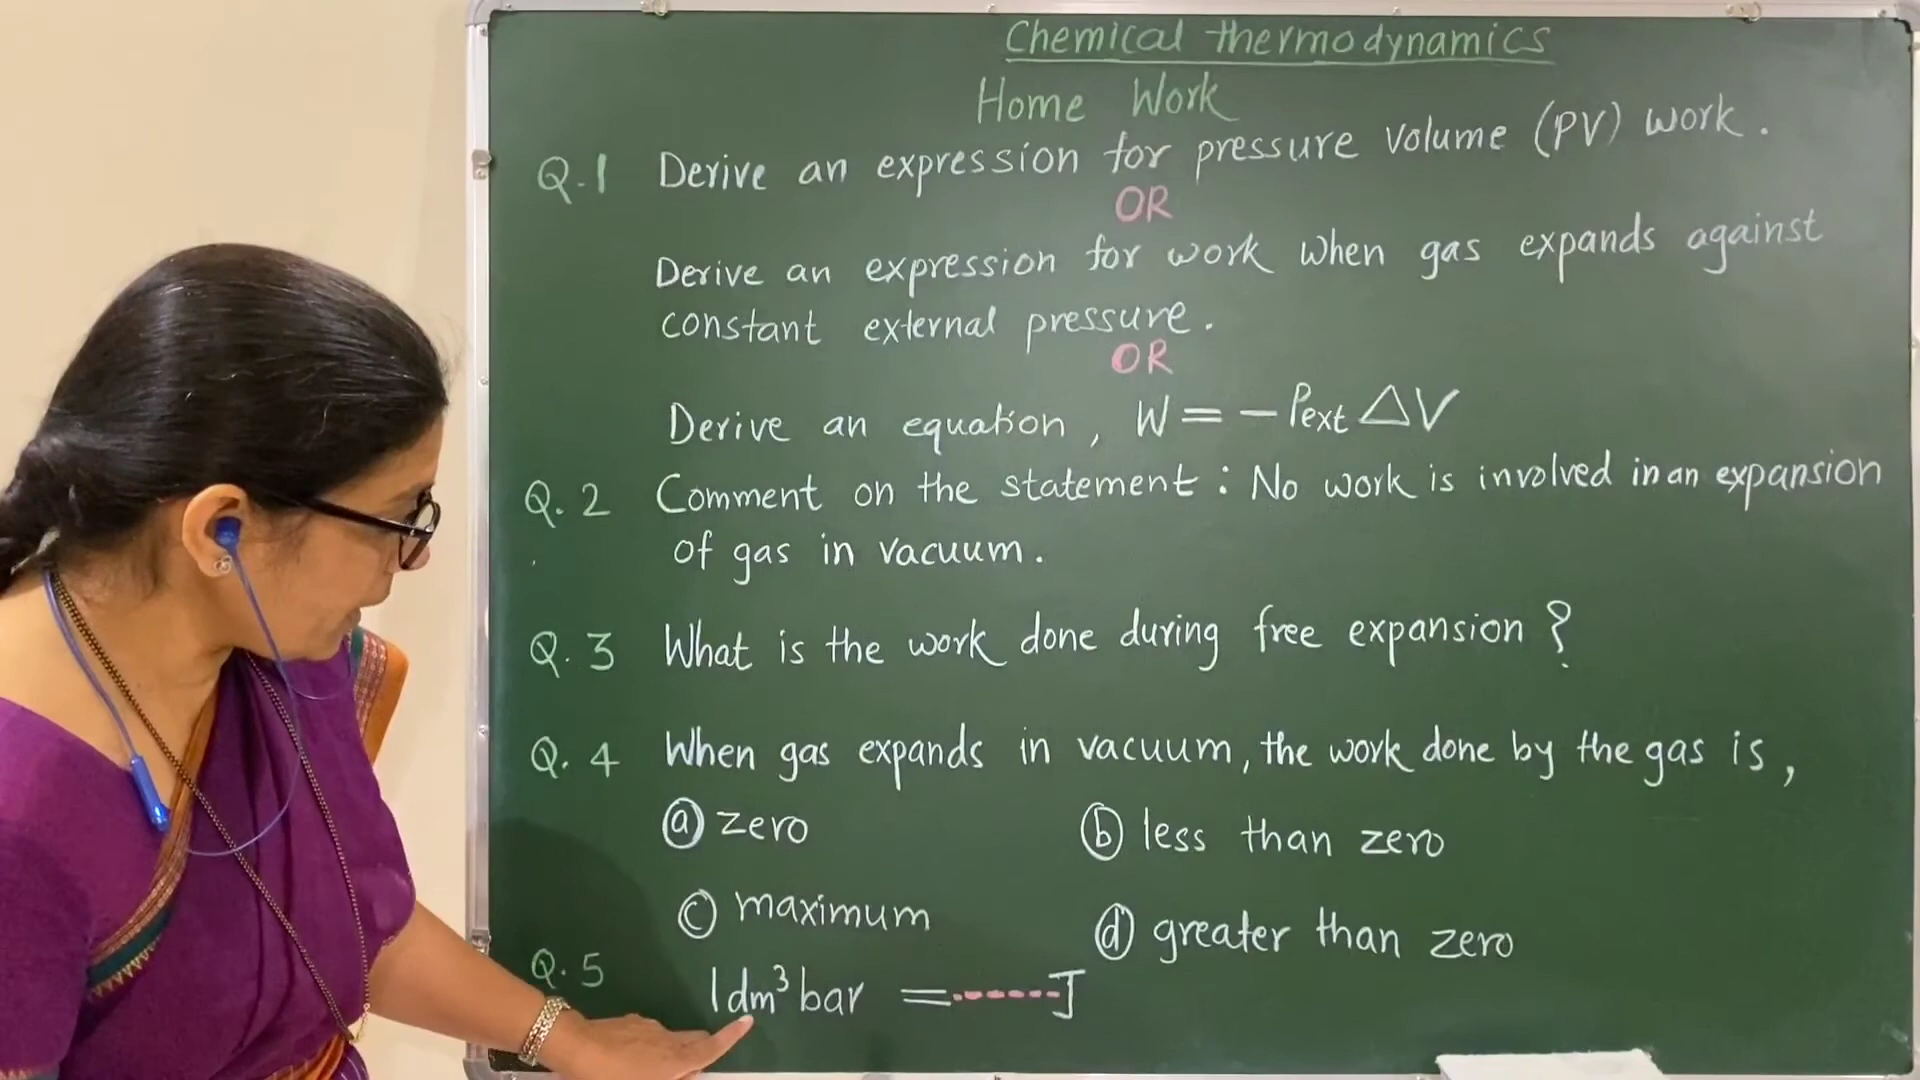 Chemical thermodynamics
Home Work
Q.1 Derive an expression for pressure volume (PV) work.
OR
Derive an expression for work when gas expands against
constant external pressure.
OR
Derive an equation, W = - Pext △V
Q.2 Comment on the statement : No work is involved in an expansion
of gas in vacuum.
Q.3 What is the work done during free expansion ?
Q.4 When gas expands in vacuum, the work done by the gas is,
ⓐ zero ⓑ less than zero
ⓒ maximum ⓓ greater than zero
Q.5 1dm³ bar = ------ J